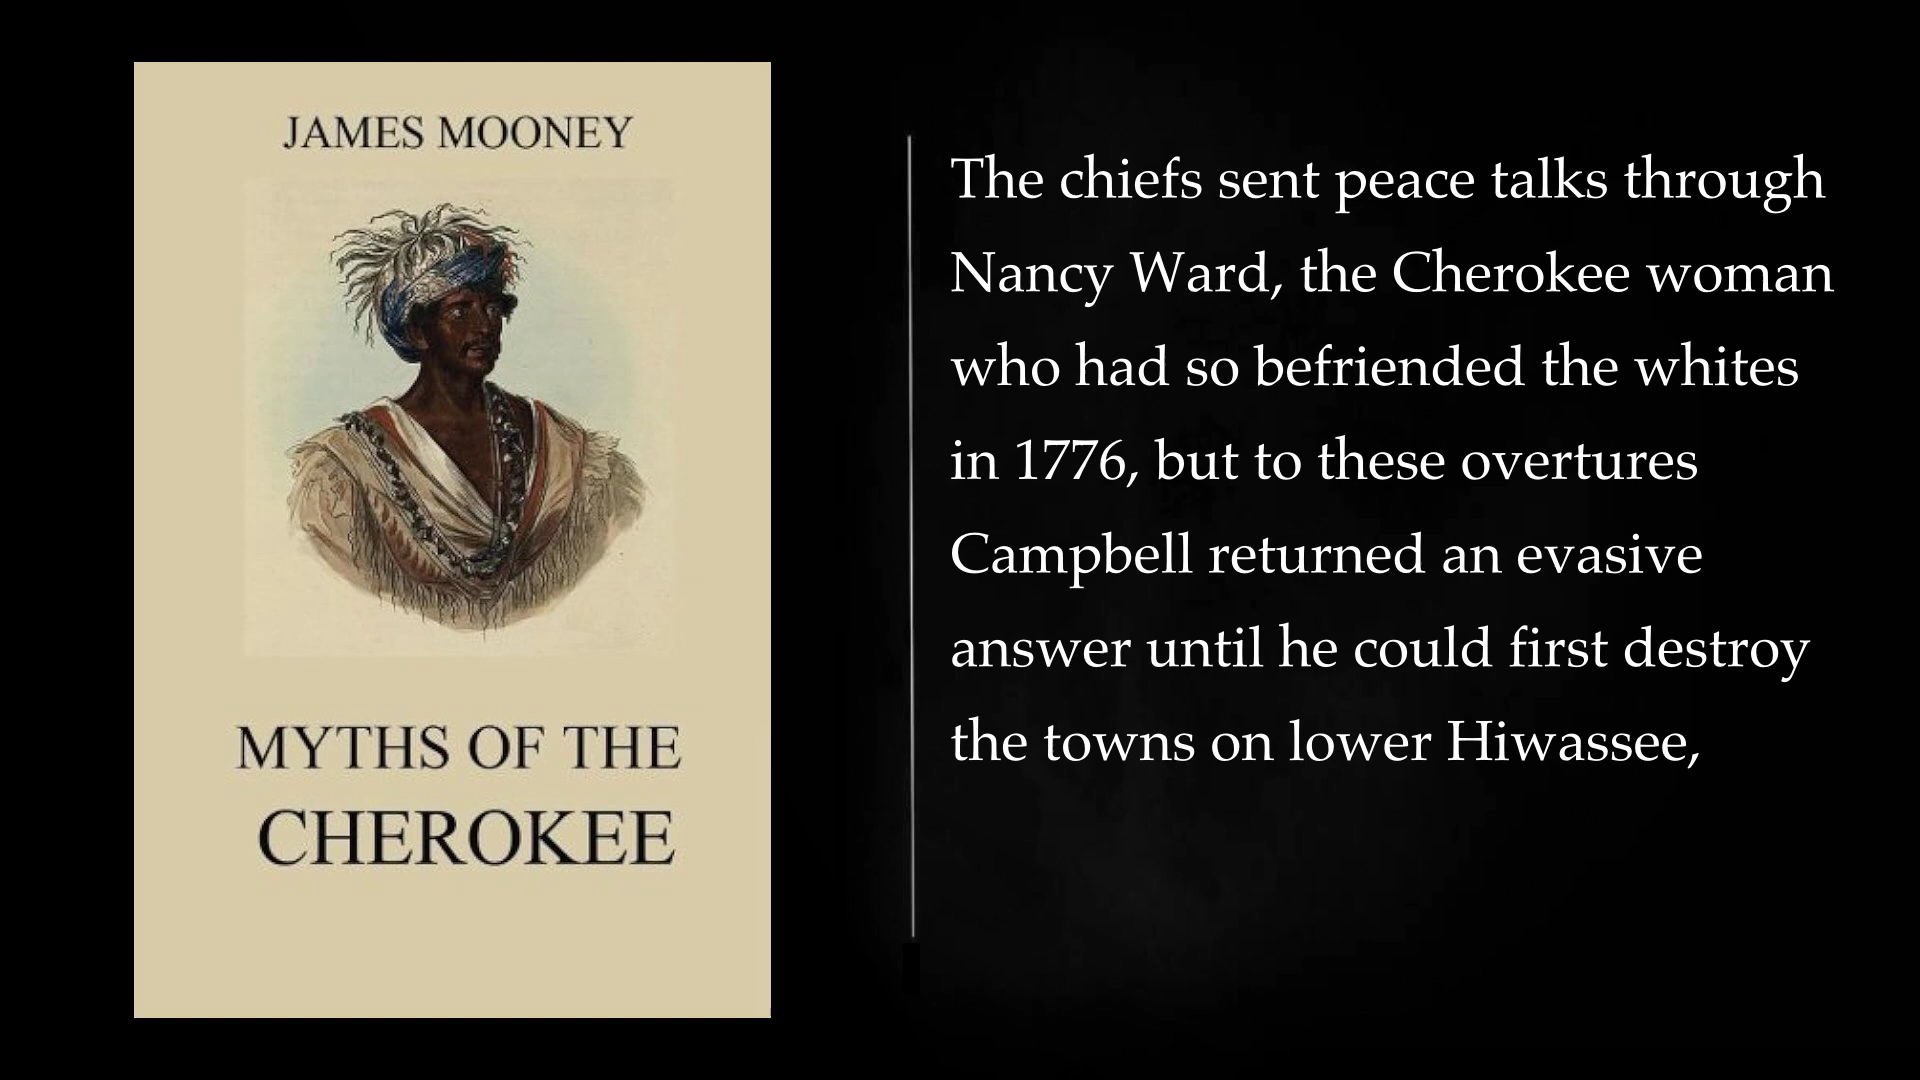 JAMES MOONEY
MYTHS OF THE
CHEROKEE
The chiefs sent peace talks through
Nancy Ward, the Cherokee woman
who had so befriended the whites
in 1776, but to these overtures
Campbell returned an evasive
answer until he could first destroy
the towns on lower Hiwassee,